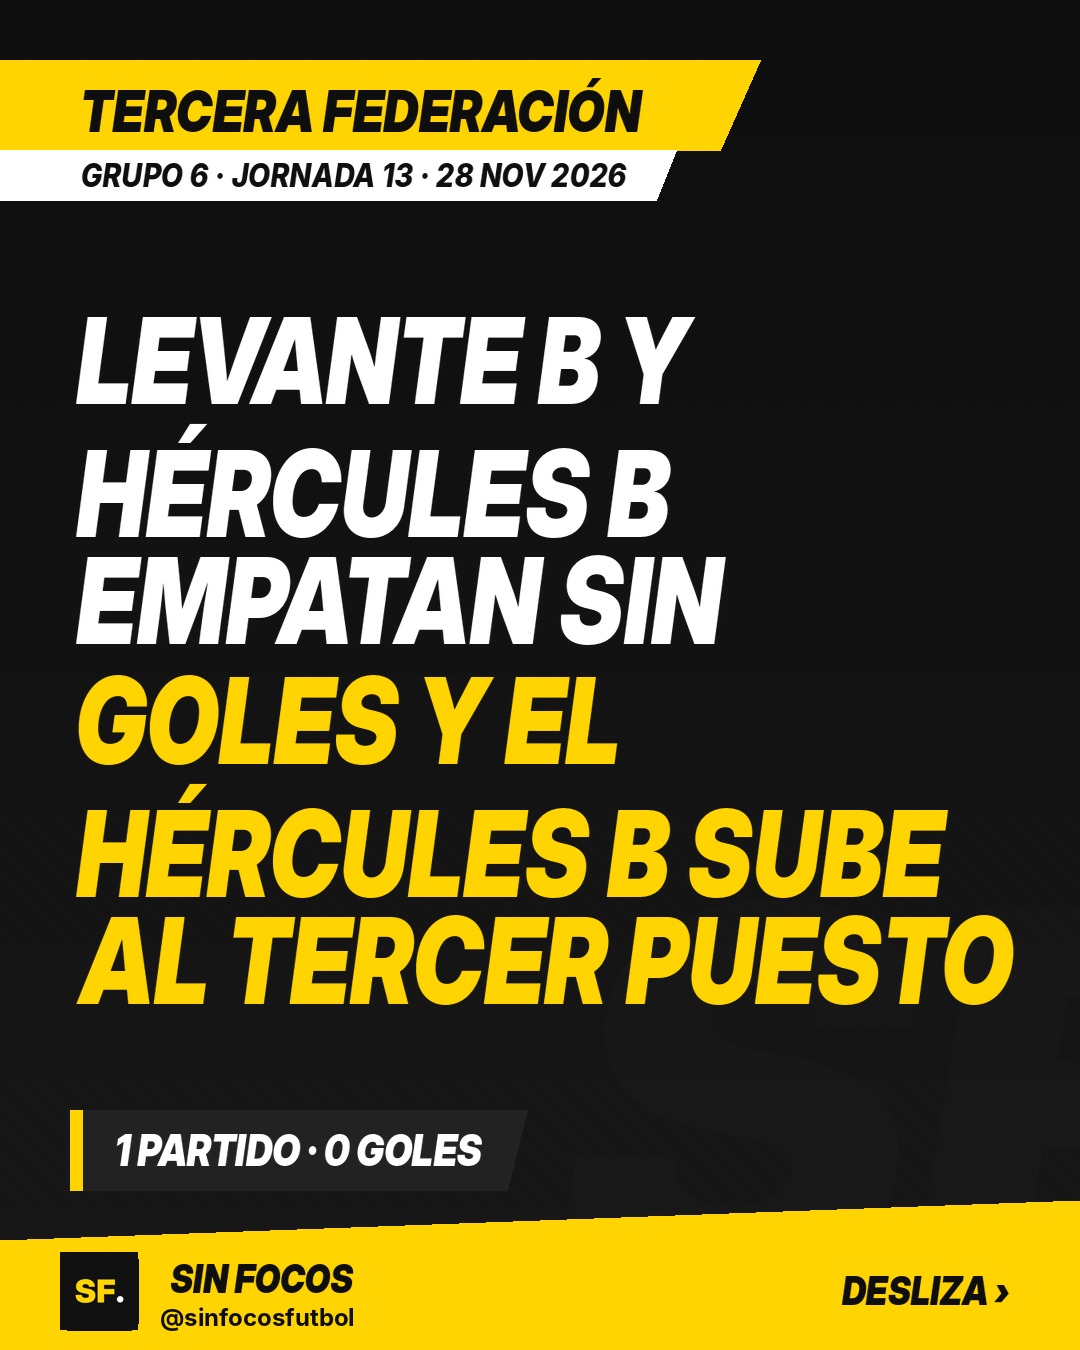 TERCERA FEDERACIÓN
GRUPO 6 · JORNADA 13 · 28 NOV 2026
LEVANTE B Y
HÉRCULES B
EMPATAN SIN
GOLES Y EL
HÉRCULES B SUBE
AL TERCER PUESTO
1 PARTIDO · 0 GOLES
SF.
SIN FOCOS
@sinfocosfutbol
DESLIZA ›
SF